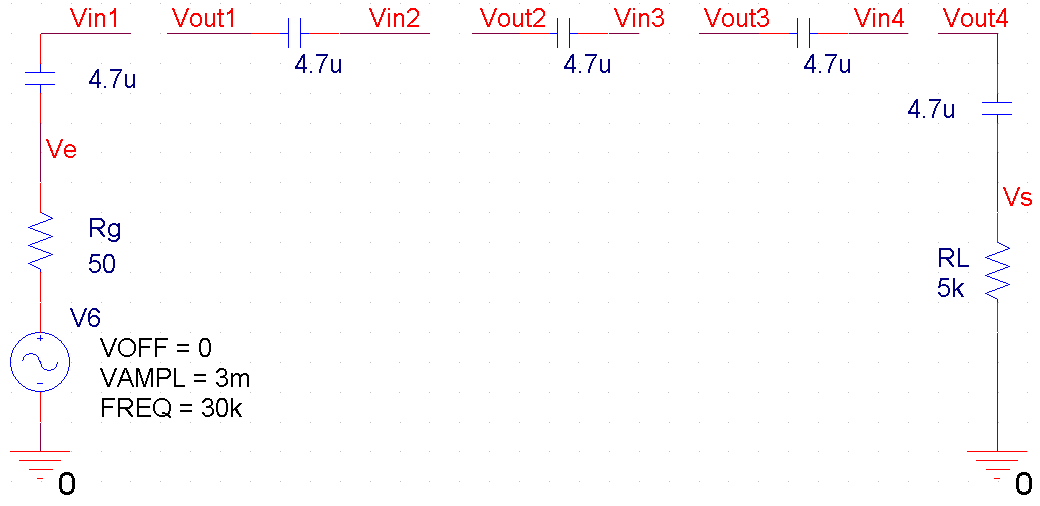 Vin1
Vout1
Vin2
Vout2
Vin3
Vout3
Vin4
Vout4
4.7u
4.7u
4.7u
4.7u
4.7u
Ve
Vs
Rg
50
RL
5k
V6
VOFF = 0
VAMPL = 3m
FREQ = 30k
+
-
0
0